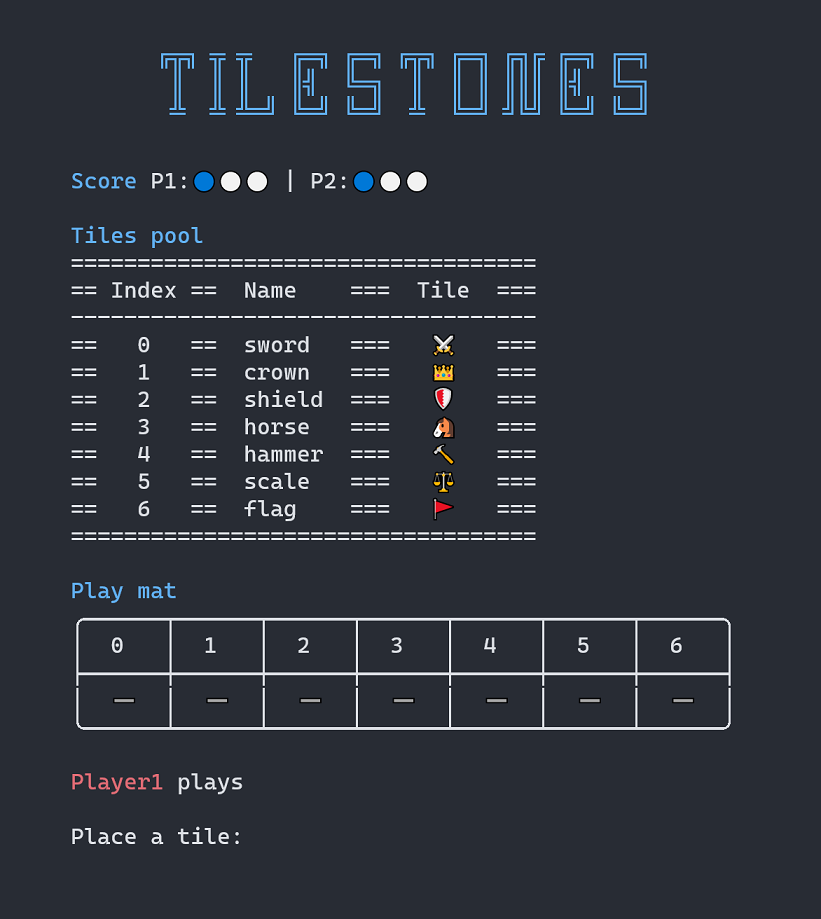 TILESTONES
Score P1:🔵⚪⚪ | P2:🔵⚪⚪
Tiles pool
===================================
== Index ==  Name    ===  Tile  ===
-----------------------------------
==   0   ==  sword   ===   ⚔️   ===
==   1   ==  crown   ===   👑   ===
==   2   ==  shield  ===   🛡️   ===
==   3   ==  horse   ===   🐴   ===
==   4   ==  hammer  ===   🔨   ===
==   5   ==  scale   ===   ⚖️   ===
==   6   ==  flag    ===   🚩   ===
===================================
Play mat
0 1 2 3 4 5 6
— — — — — — —
Player1 plays
Place a tile: